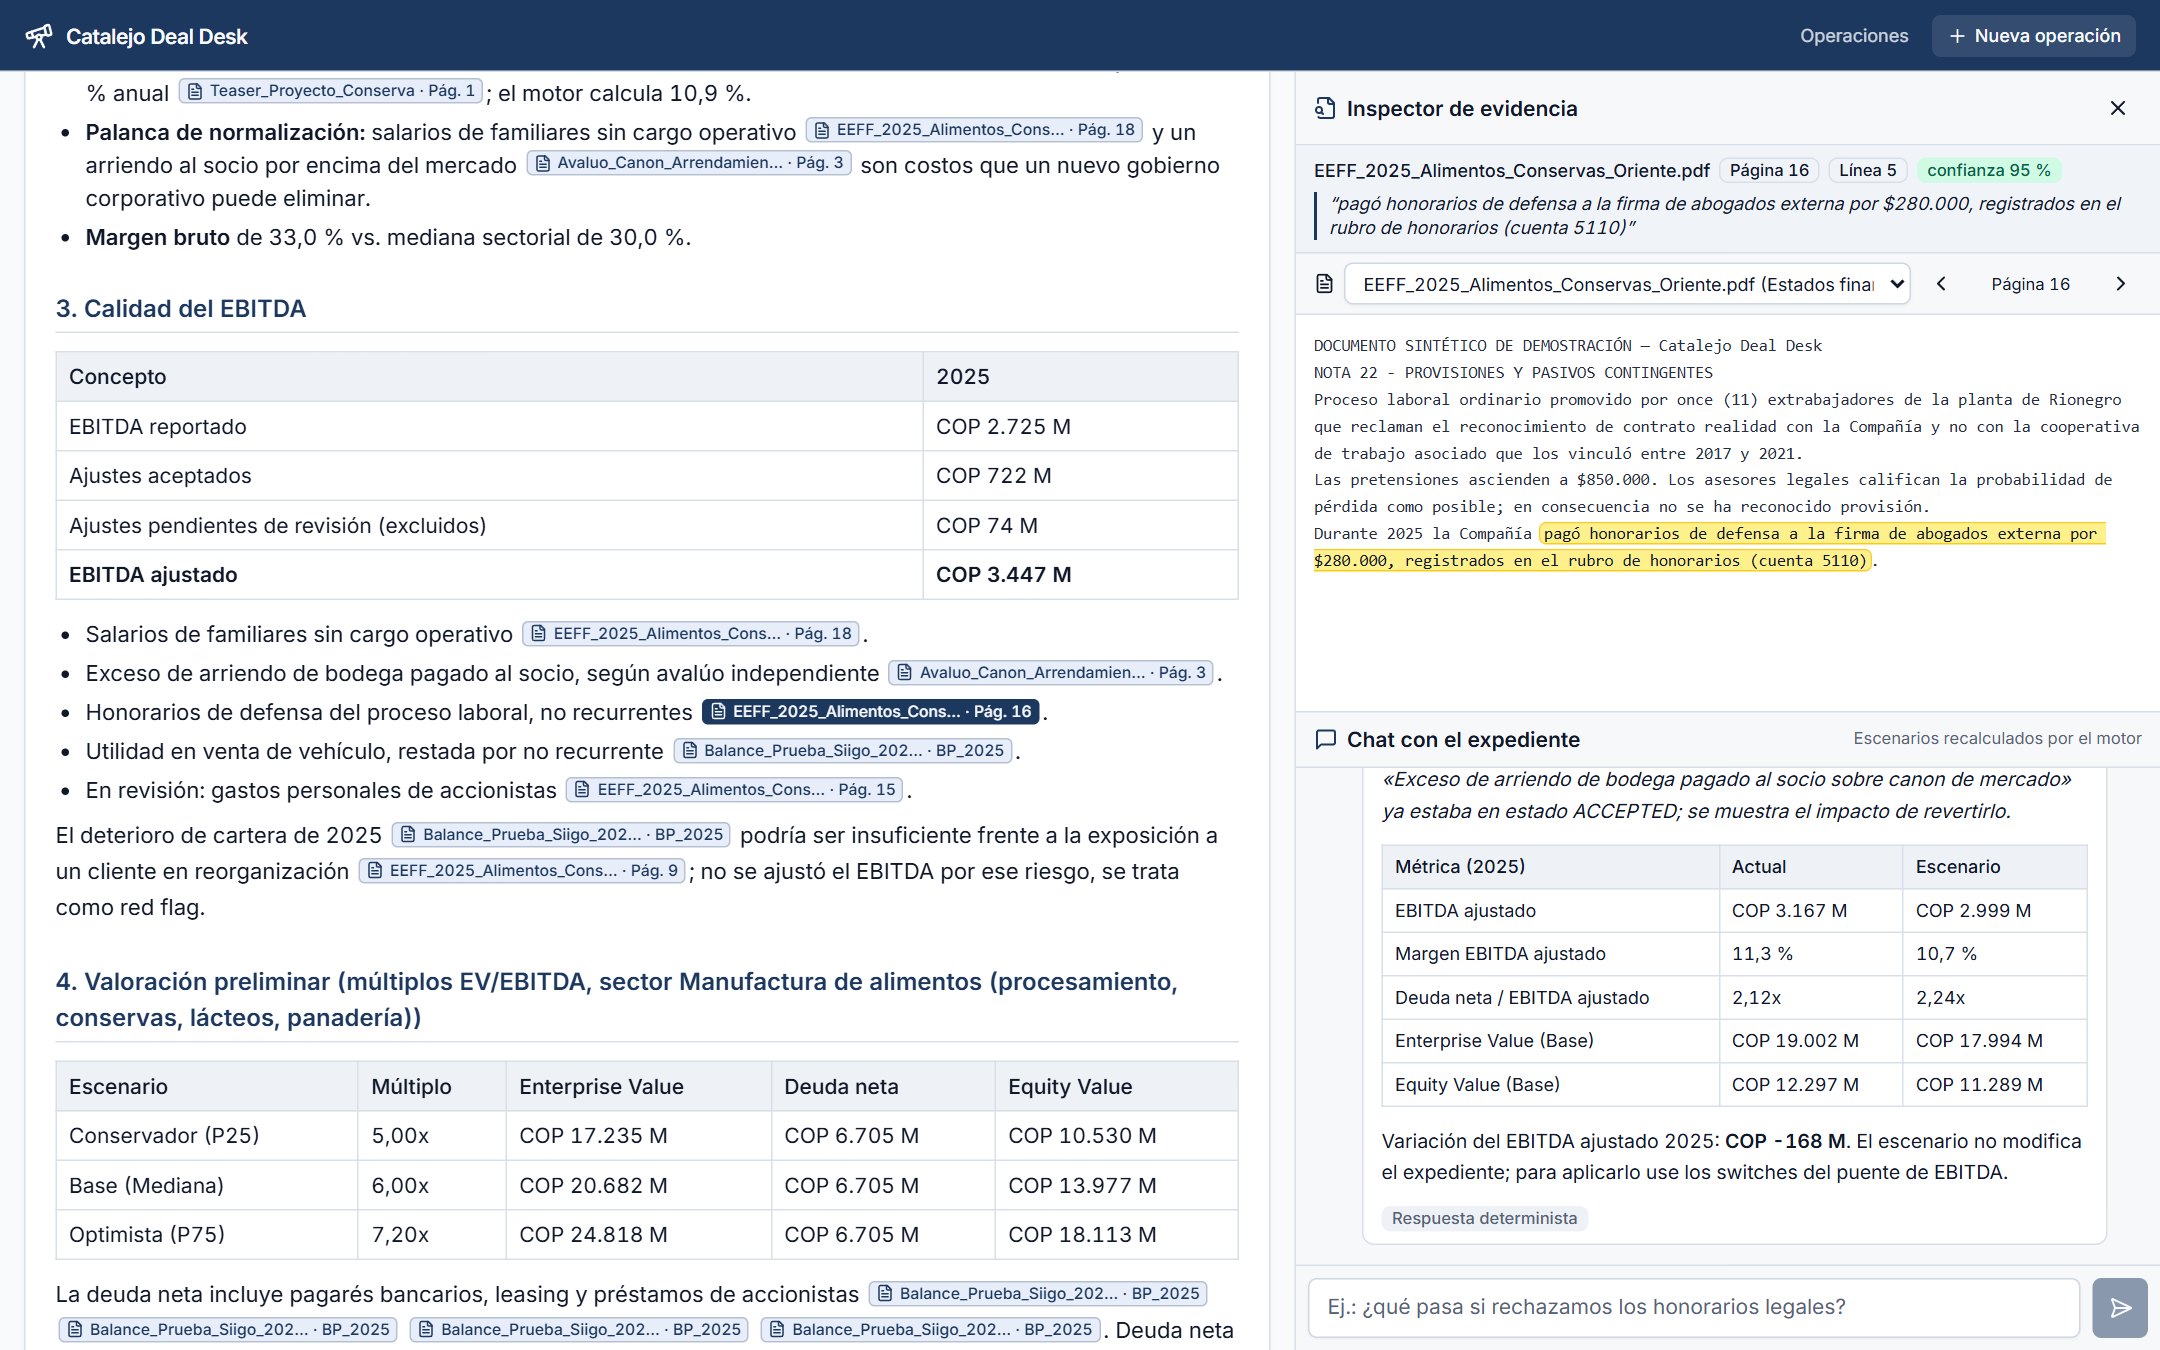 Catalejo Deal Desk
Operaciones
+ Nueva operación
% anual Teaser_Proyecto_Conserva · Pág. 1 ; el motor calcula 10,9 %.
• Palanca de normalización: salarios de familiares sin cargo operativo EEFF_2025_Alimentos_Cons... · Pág. 18 y un
arriendo al socio por encima del mercado Avaluo_Canon_Arrendamien... · Pág. 3 son costos que un nuevo gobierno
corporativo puede eliminar.
• Margen bruto de 33,0 % vs. mediana sectorial de 30,0 %.
3. Calidad del EBITDA
Concepto 2025
EBITDA reportado COP 2.725 M
Ajustes aceptados COP 722 M
Ajustes pendientes de revisión (excluidos) COP 74 M
EBITDA ajustado COP 3.447 M
• Salarios de familiares sin cargo operativo EEFF_2025_Alimentos_Cons... · Pág. 18 .
• Exceso de arriendo de bodega pagado al socio, según avalúo independiente Avaluo_Canon_Arrendamien... · Pág. 3 .
• Honorarios de defensa del proceso laboral, no recurrentes EEFF_2025_Alimentos_Cons... · Pág. 16 .
• Utilidad en venta de vehículo, restada por no recurrente Balance_Prueba_Siigo_202... · BP_2025 .
• En revisión: gastos personales de accionistas EEFF_2025_Alimentos_Cons... · Pág. 15 .
El deterioro de cartera de 2025 Balance_Prueba_Siigo_202... · BP_2025 podría ser insuficiente frente a la exposición a
un cliente en reorganización EEFF_2025_Alimentos_Cons... · Pág. 9 ; no se ajustó el EBITDA por ese riesgo, se trata
como red flag.
4. Valoración preliminar (múltiplos EV/EBITDA, sector Manufactura de alimentos (procesamiento,
conservas, lácteos, panadería))
Escenario Múltiplo Enterprise Value Deuda neta Equity Value
Conservador (P25) 5,00x COP 17.235 M COP 6.705 M COP 10.530 M
Base (Mediana) 6,00x COP 20.682 M COP 6.705 M COP 13.977 M
Optimista (P75) 7,20x COP 24.818 M COP 6.705 M COP 18.113 M
La deuda neta incluye pagarés bancarios, leasing y préstamos de accionistas Balance_Prueba_Siigo_202... · BP_2025
Balance_Prueba_Siigo_202... · BP_2025 Balance_Prueba_Siigo_202... · BP_2025 Balance_Prueba_Siigo_202... · BP_2025 . Deuda neta
Inspector de evidencia
EEFF_2025_Alimentos_Conservas_Oriente.pdf Página 16 Línea 5 confianza 95 %
“pagó honorarios de defensa a la firma de abogados externa por $280.000, registrados en el
rubro de honorarios (cuenta 5110)”
EEFF_2025_Alimentos_Conservas_Oriente.pdf (Estados fina
Página 16
DOCUMENTO SINTÉTICO DE DEMOSTRACIÓN — Catalejo Deal Desk
NOTA 22 - PROVISIONES Y PASIVOS CONTINGENTES
Proceso laboral ordinario promovido por once (11) extrabajadores de la planta de Rionegro
que reclaman el reconocimiento de contrato realidad con la Compañía y no con la cooperativa
de trabajo asociado que los vinculó entre 2017 y 2021.
Las pretensiones ascienden a $850.000. Los asesores legales califican la probabilidad de
pérdida como posible; en consecuencia no se ha reconocido provisión.
Durante 2025 la Compañía pagó honorarios de defensa a la firma de abogados externa por
$280.000, registrados en el rubro de honorarios (cuenta 5110).
Chat con el expediente
Escenarios recalculados por el motor
«Exceso de arriendo de bodega pagado al socio sobre canon de mercado»
ya estaba en estado ACCEPTED; se muestra el impacto de revertirlo.
Métrica (2025) Actual Escenario
EBITDA ajustado COP 3.167 M COP 2.999 M
Margen EBITDA ajustado 11,3 % 10,7 %
Deuda neta / EBITDA ajustado 2,12x 2,24x
Enterprise Value (Base) COP 19.002 M COP 17.994 M
Equity Value (Base) COP 12.297 M COP 11.289 M
Variación del EBITDA ajustado 2025: COP -168 M. El escenario no modifica
el expediente; para aplicarlo use los switches del puente de EBITDA.
Respuesta determinista
Ej.: ¿qué pasa si rechazamos los honorarios legales?